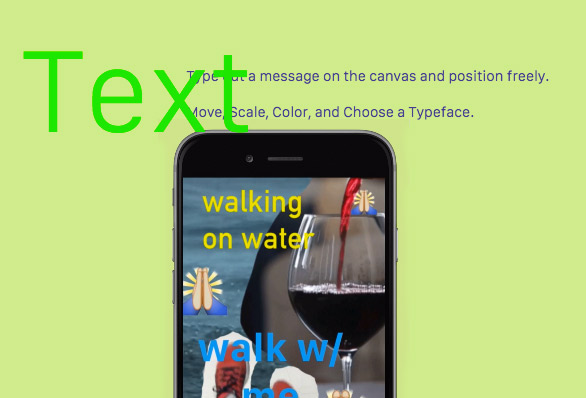 Text
Type out a message on the canvas and position freely.
Move, Scale, Color, and Choose a Typeface.
walking
on water
walk w/
me